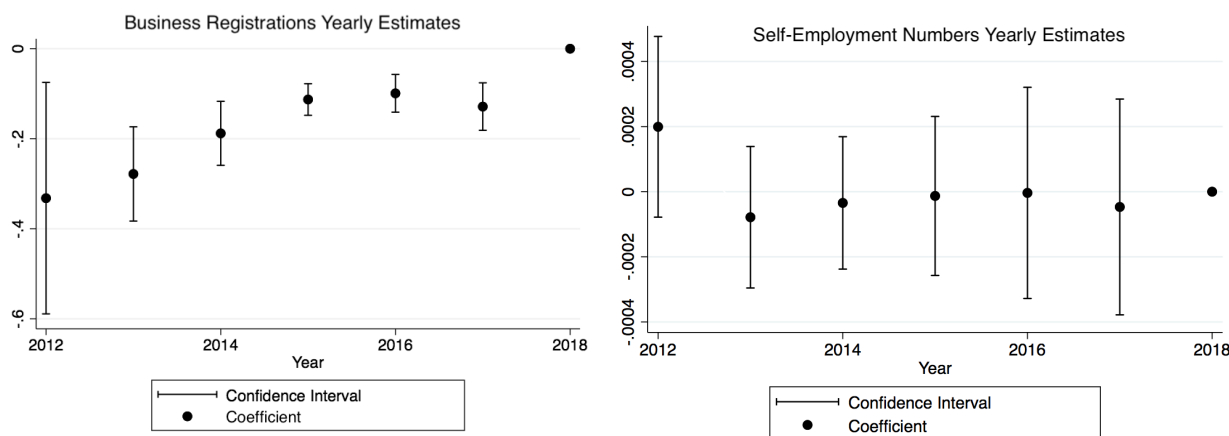 Business Registrations Yearly Estimates
0
-.2
-.4
-.6
2012
2014
2016
2018
Year
Confidence Interval
Coefficient
Self-Employment Numbers Yearly Estimates
.0004
.0002
0
-.0002
-.0004
2012
2014
2016
2018
Year
Confidence Interval
Coefficient